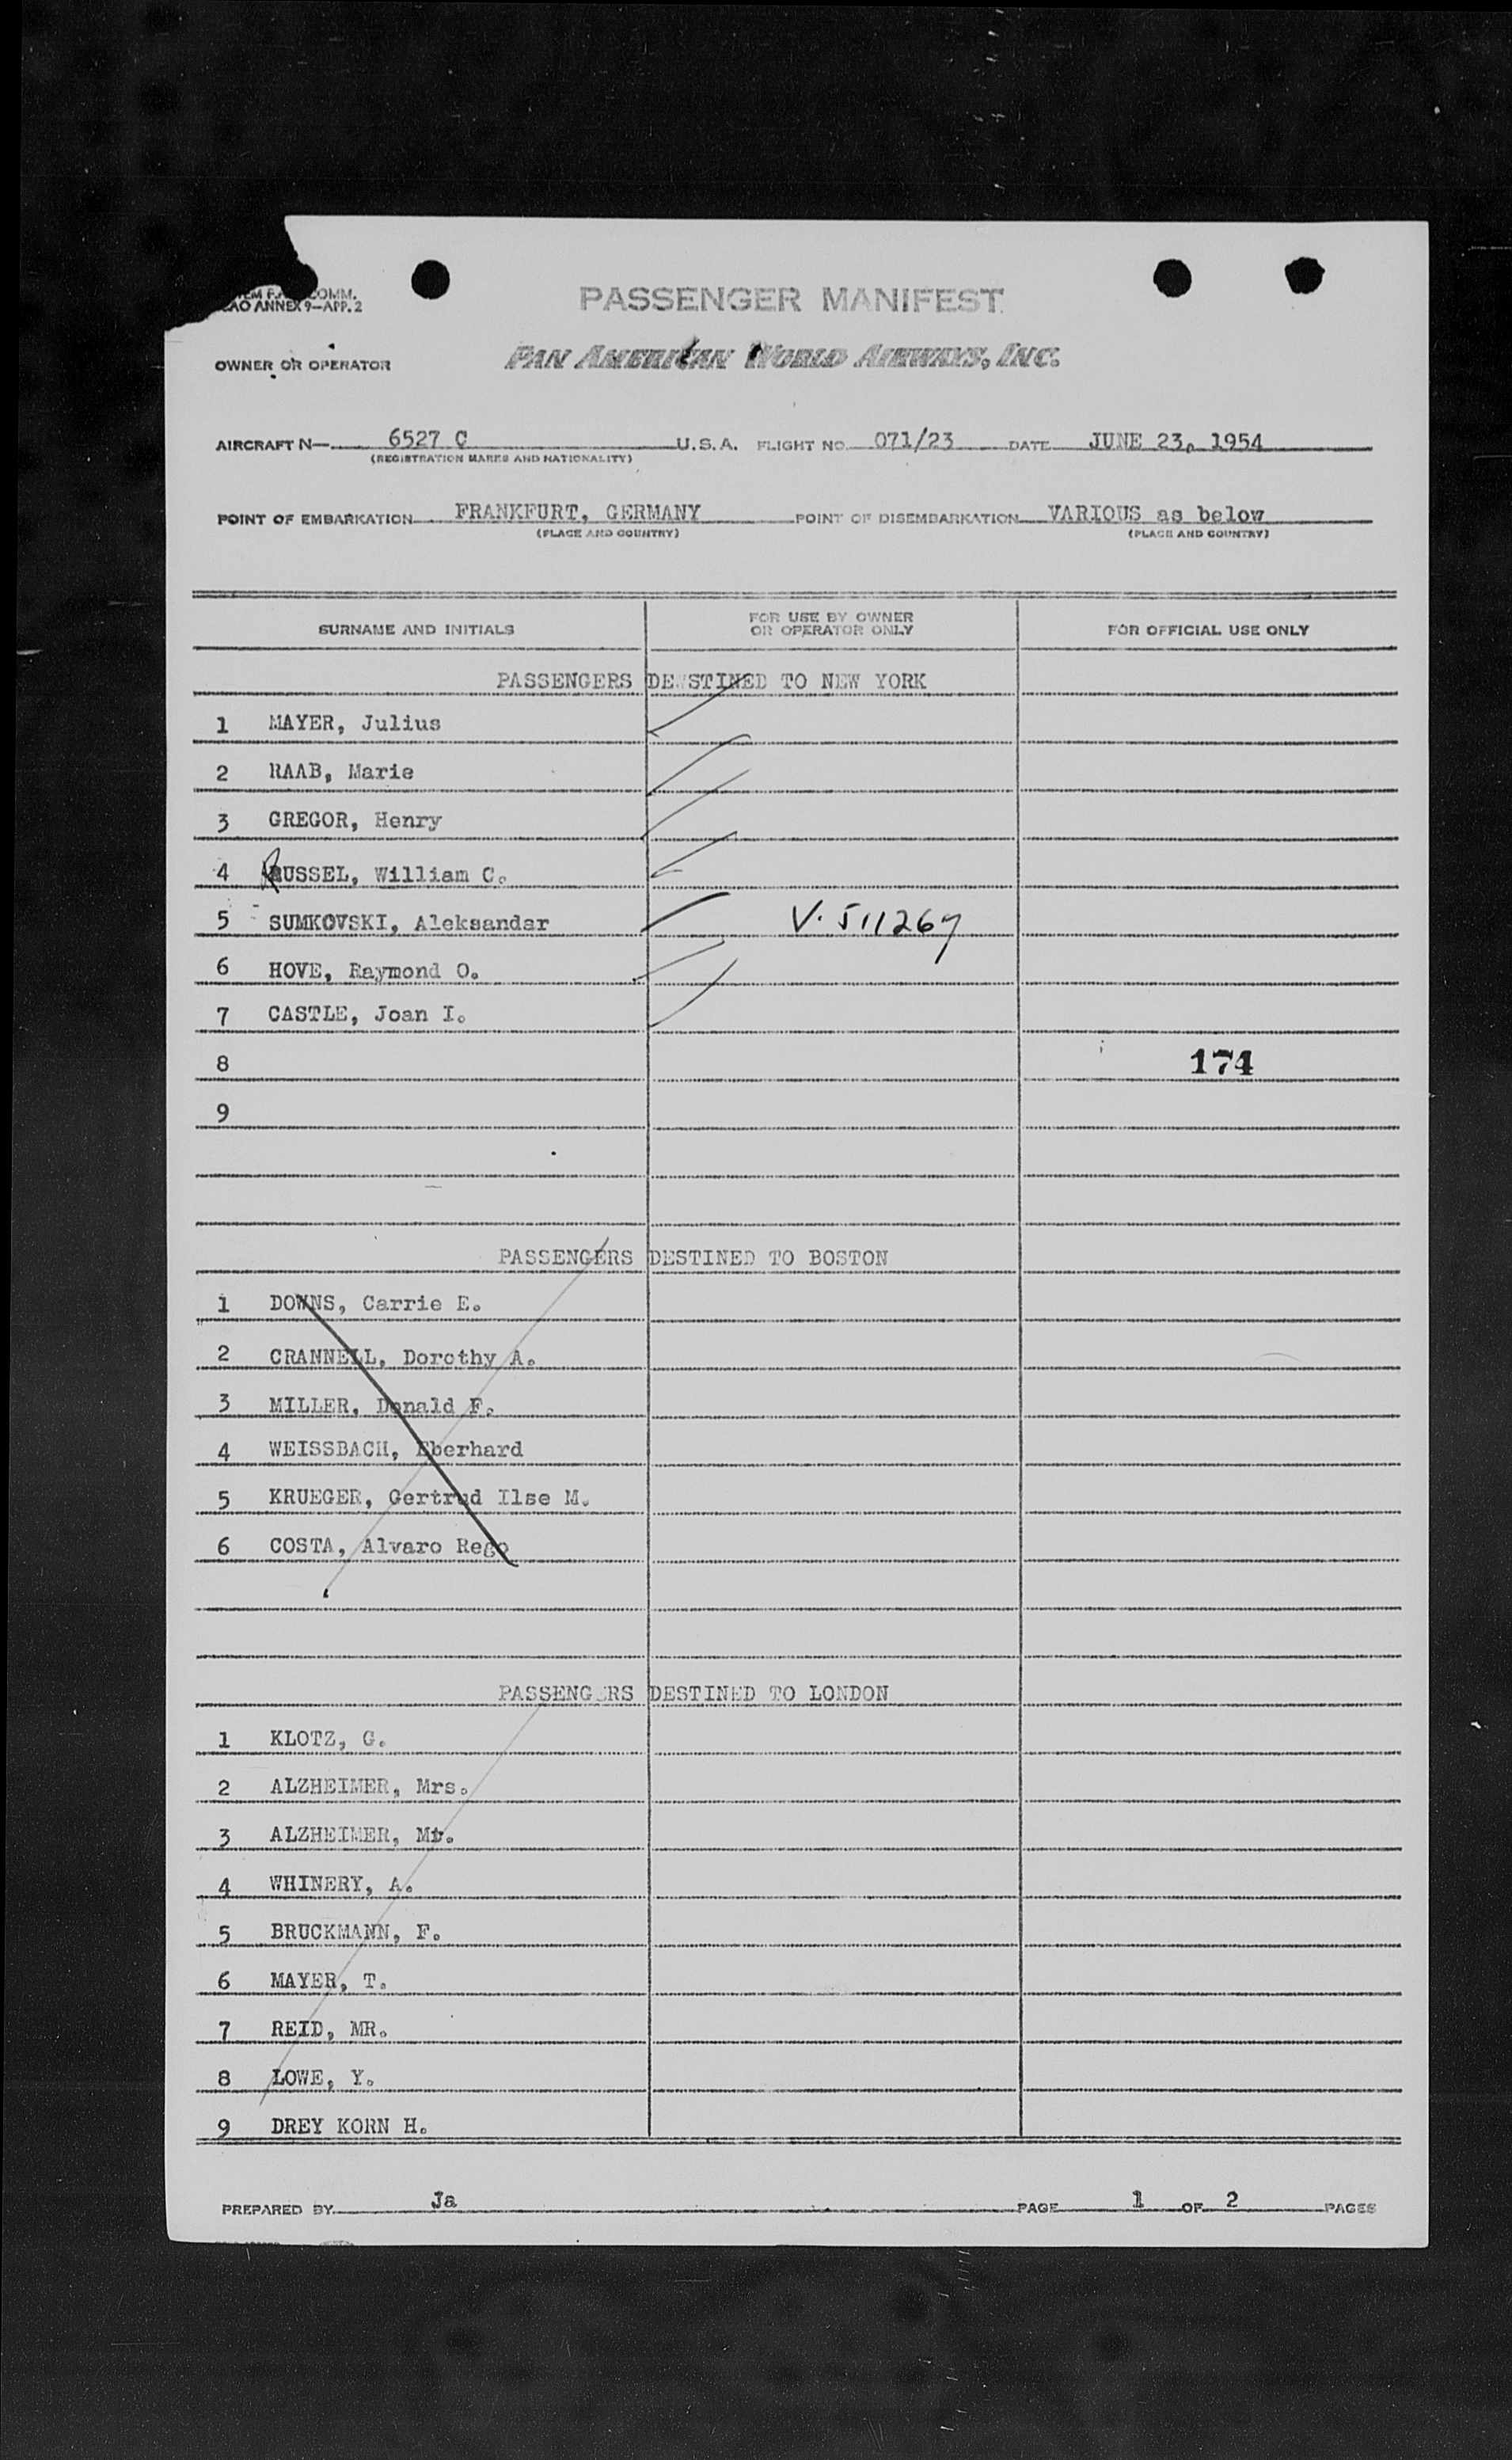 COMM.
ANNEX 9—APP. 2
PASSENGER MANIFEST
OWNER OR OPERATOR PAN AMERICAN WORLD AIRWAYS, INC.
AIRCRAFT N— 6527 C U.S.A. FLIGHT NO. 071/23 DATE JUNE 23, 1954
(REGISTRATION MARKS AND NATIONALITY)
POINT OF EMBARKATION FRANKFURT, GERMANY POINT OF DISEMBARKATION VARIOUS as below
(PLACE AND COUNTRY) (PLACE AND COUNTRY)
SURNAME AND INITIALS FOR USE BY OWNER OR OPERATOR ONLY FOR OFFICIAL USE ONLY
PASSENGERS DESTINED TO NEW YORK
1 MAYER, Julius
2 RAAB, Marie
3 GREGOR, Henry
4 RUSSEL, William C.
5 SUMKOVSKI, Aleksandar V. 511267
6 HOVE, Raymond O.
7 CASTLE, Joan I.
8 174
9
PASSENGERS DESTINED TO BOSTON
1 DOWNS, Carrie E.
2 CRANNELL, Dorothy A.
3 MILLER, Donald F.
4 WEISSBACH, Eberhard
5 KRUEGER, Gertrud Ilse M.
6 COSTA, Alvaro Rego
PASSENGERS DESTINED TO LONDON
1 KLOTZ, G.
2 ALZHEIMER, Mrs.
3 ALZHEIMER, Mr.
4 WHINERY, A.
5 BRUCKMANN, F.
6 MAYER, T.
7 REID, MR.
8 LOWE, Y.
9 DREY KORN H.
PREPARED BY Ja PAGE 1 OF 2 PAGES